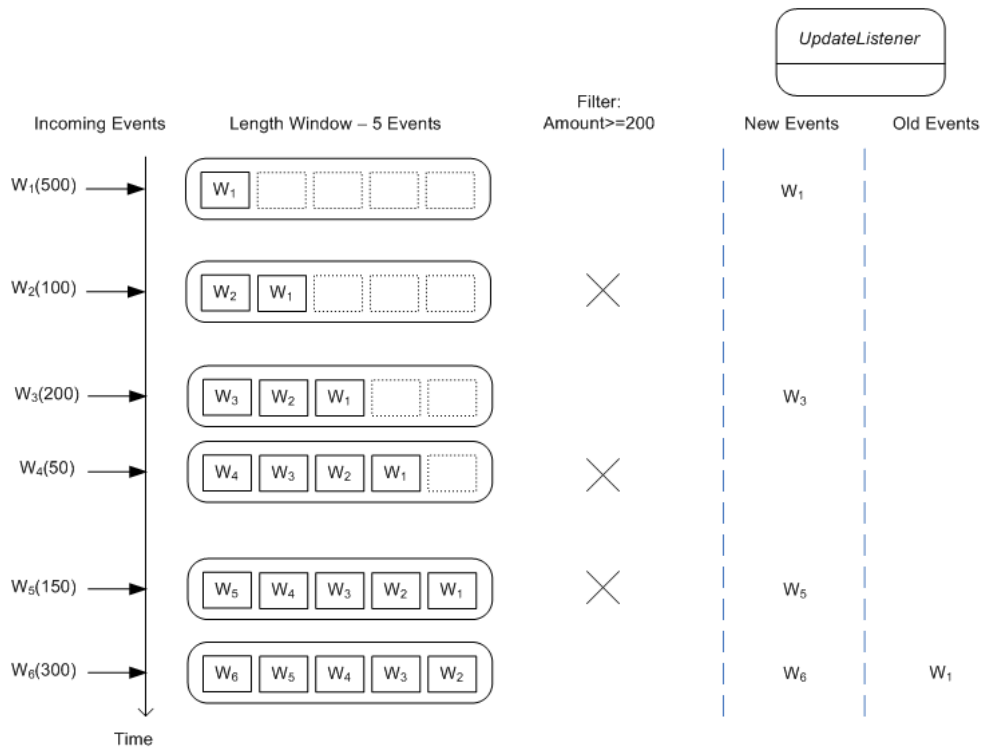 UpdateListener
Filter:
Incoming Events Length Window – 5 Events Amount>=200 New Events Old Events
W₁(500) W₁ W₁
W₂(100) W₂ W₁
W₃(200) W₃ W₂ W₁ W₃
W₄(50) W₄ W₃ W₂ W₁
W₅(150) W₅ W₄ W₃ W₂ W₁ W₅
W₆(300) W₆ W₅ W₄ W₃ W₂ W₆ W₁
Time